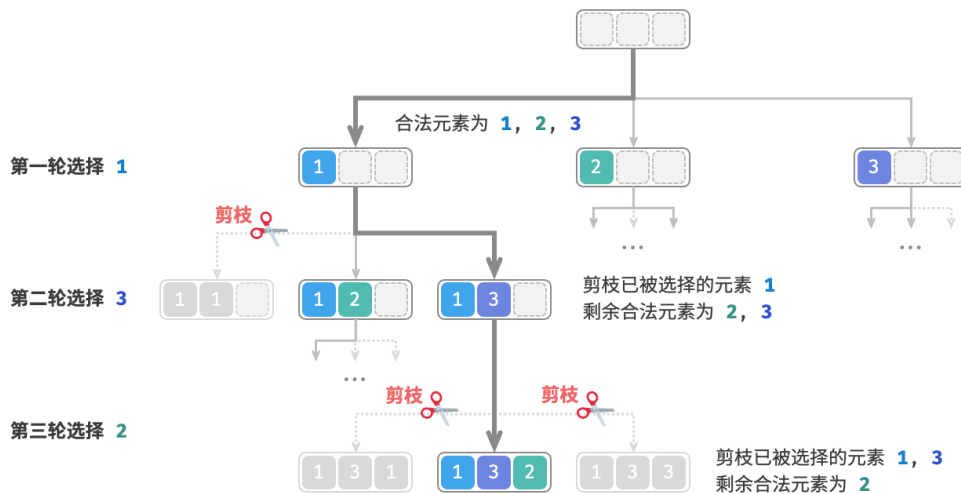 合法元素为 1, 2, 3
第一轮选择 1
1
2
3
剪枝
...
...
第二轮选择 3
1 1
1 2
1 3
剪枝已被选择的元素 1
剩余合法元素为 2, 3
...
剪枝
剪枝
第三轮选择 2
1 3 1
1 3 2
1 3 3
剪枝已被选择的元素 1, 3
剩余合法元素为 2